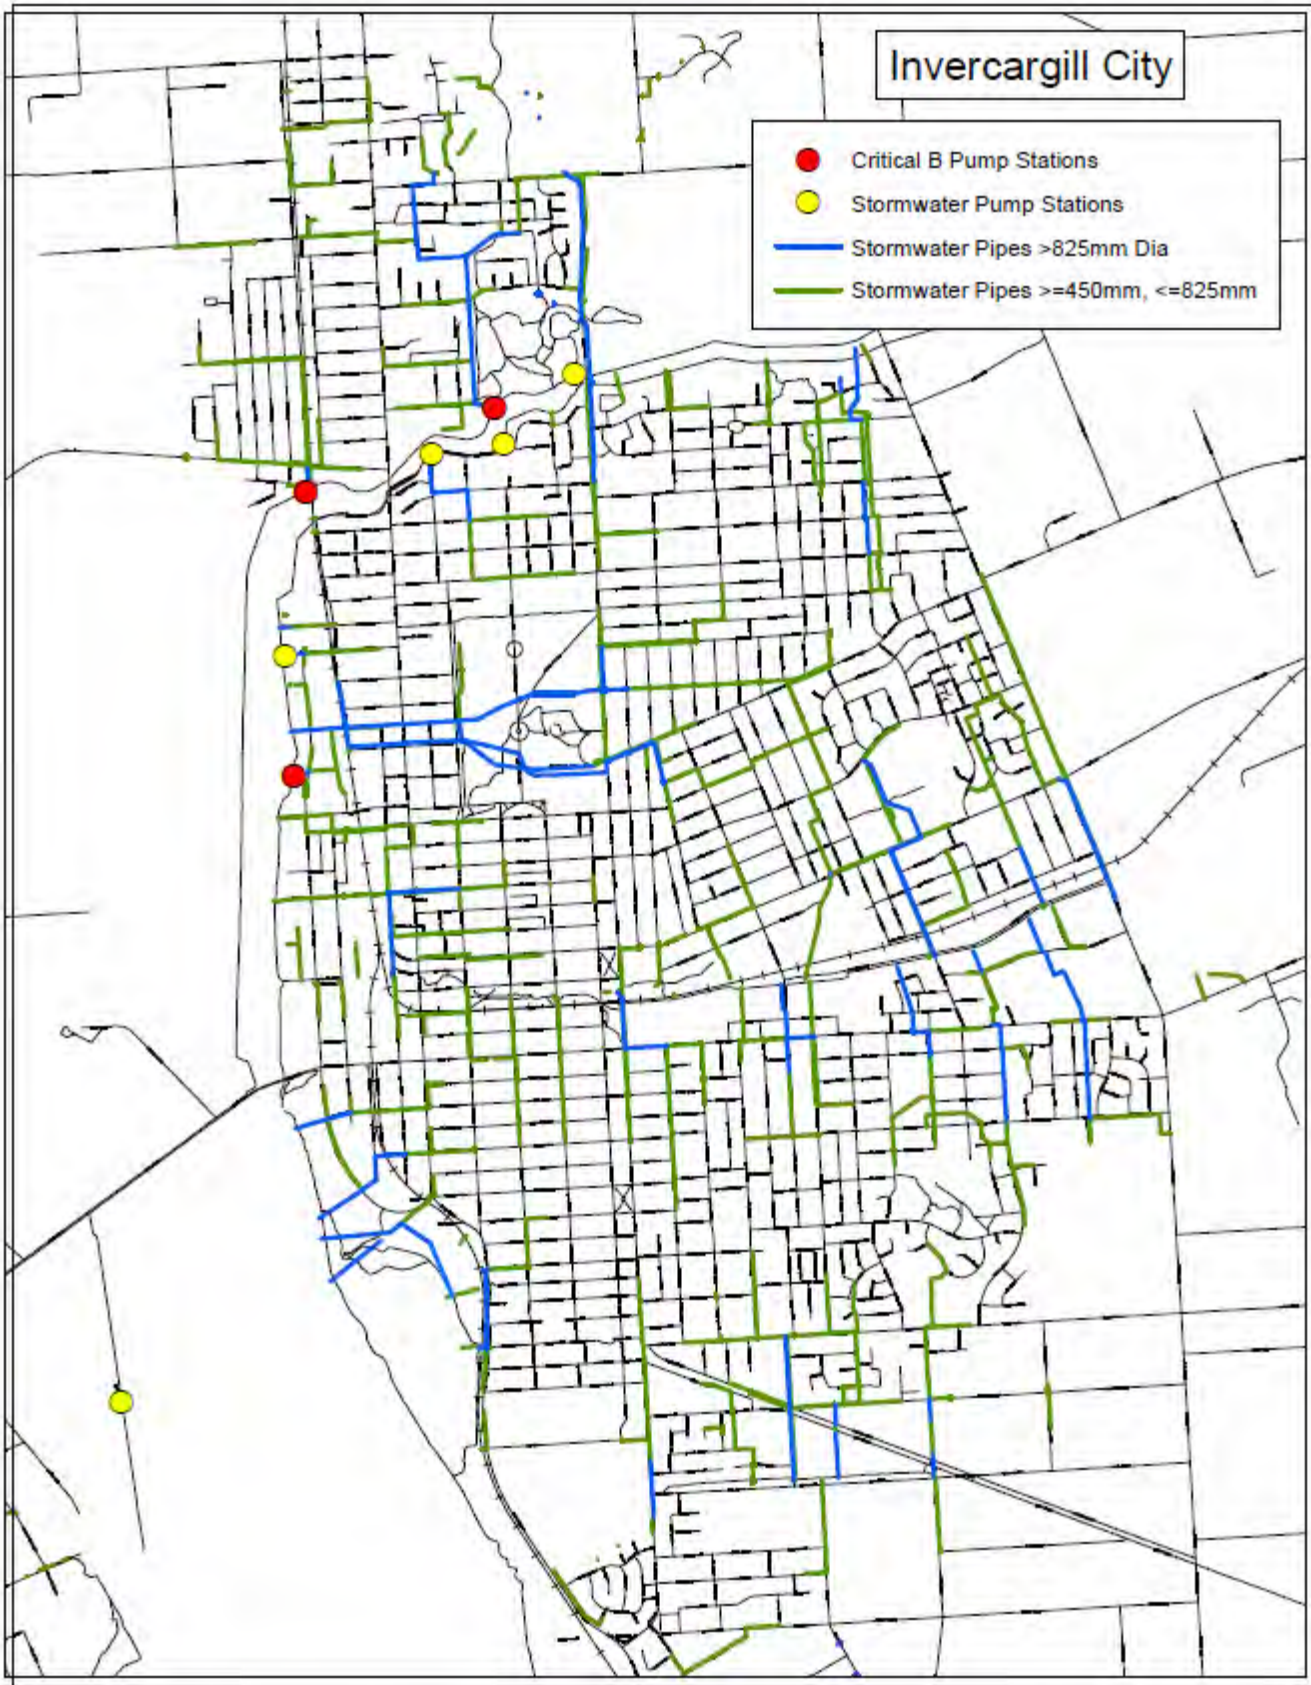 Invercargill City
Critical B Pump Stations
Stormwater Pump Stations
Stormwater Pipes >825mm Dia
Stormwater Pipes >=450mm, <=825mm